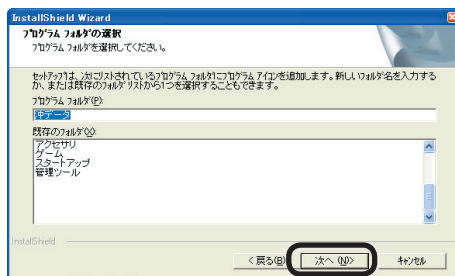 InstallShield Wizard
プログラム フォルダの選択
プログラム フォルダを選択してください。
セットアップは、次にリストされているプログラム フォルダにプログラム アイコンを追加します。新しいフォルダ名を入力する
か、または既存のフォルダ リストから1つを選択することもできます。
プログラム フォルダ(P):
沖データ
既存のフォルダ(X):
アクセサリ
ゲーム
スタートアップ
管理ツール
InstallShield
< 戻る(B)
次へ (N)>
キャンセル